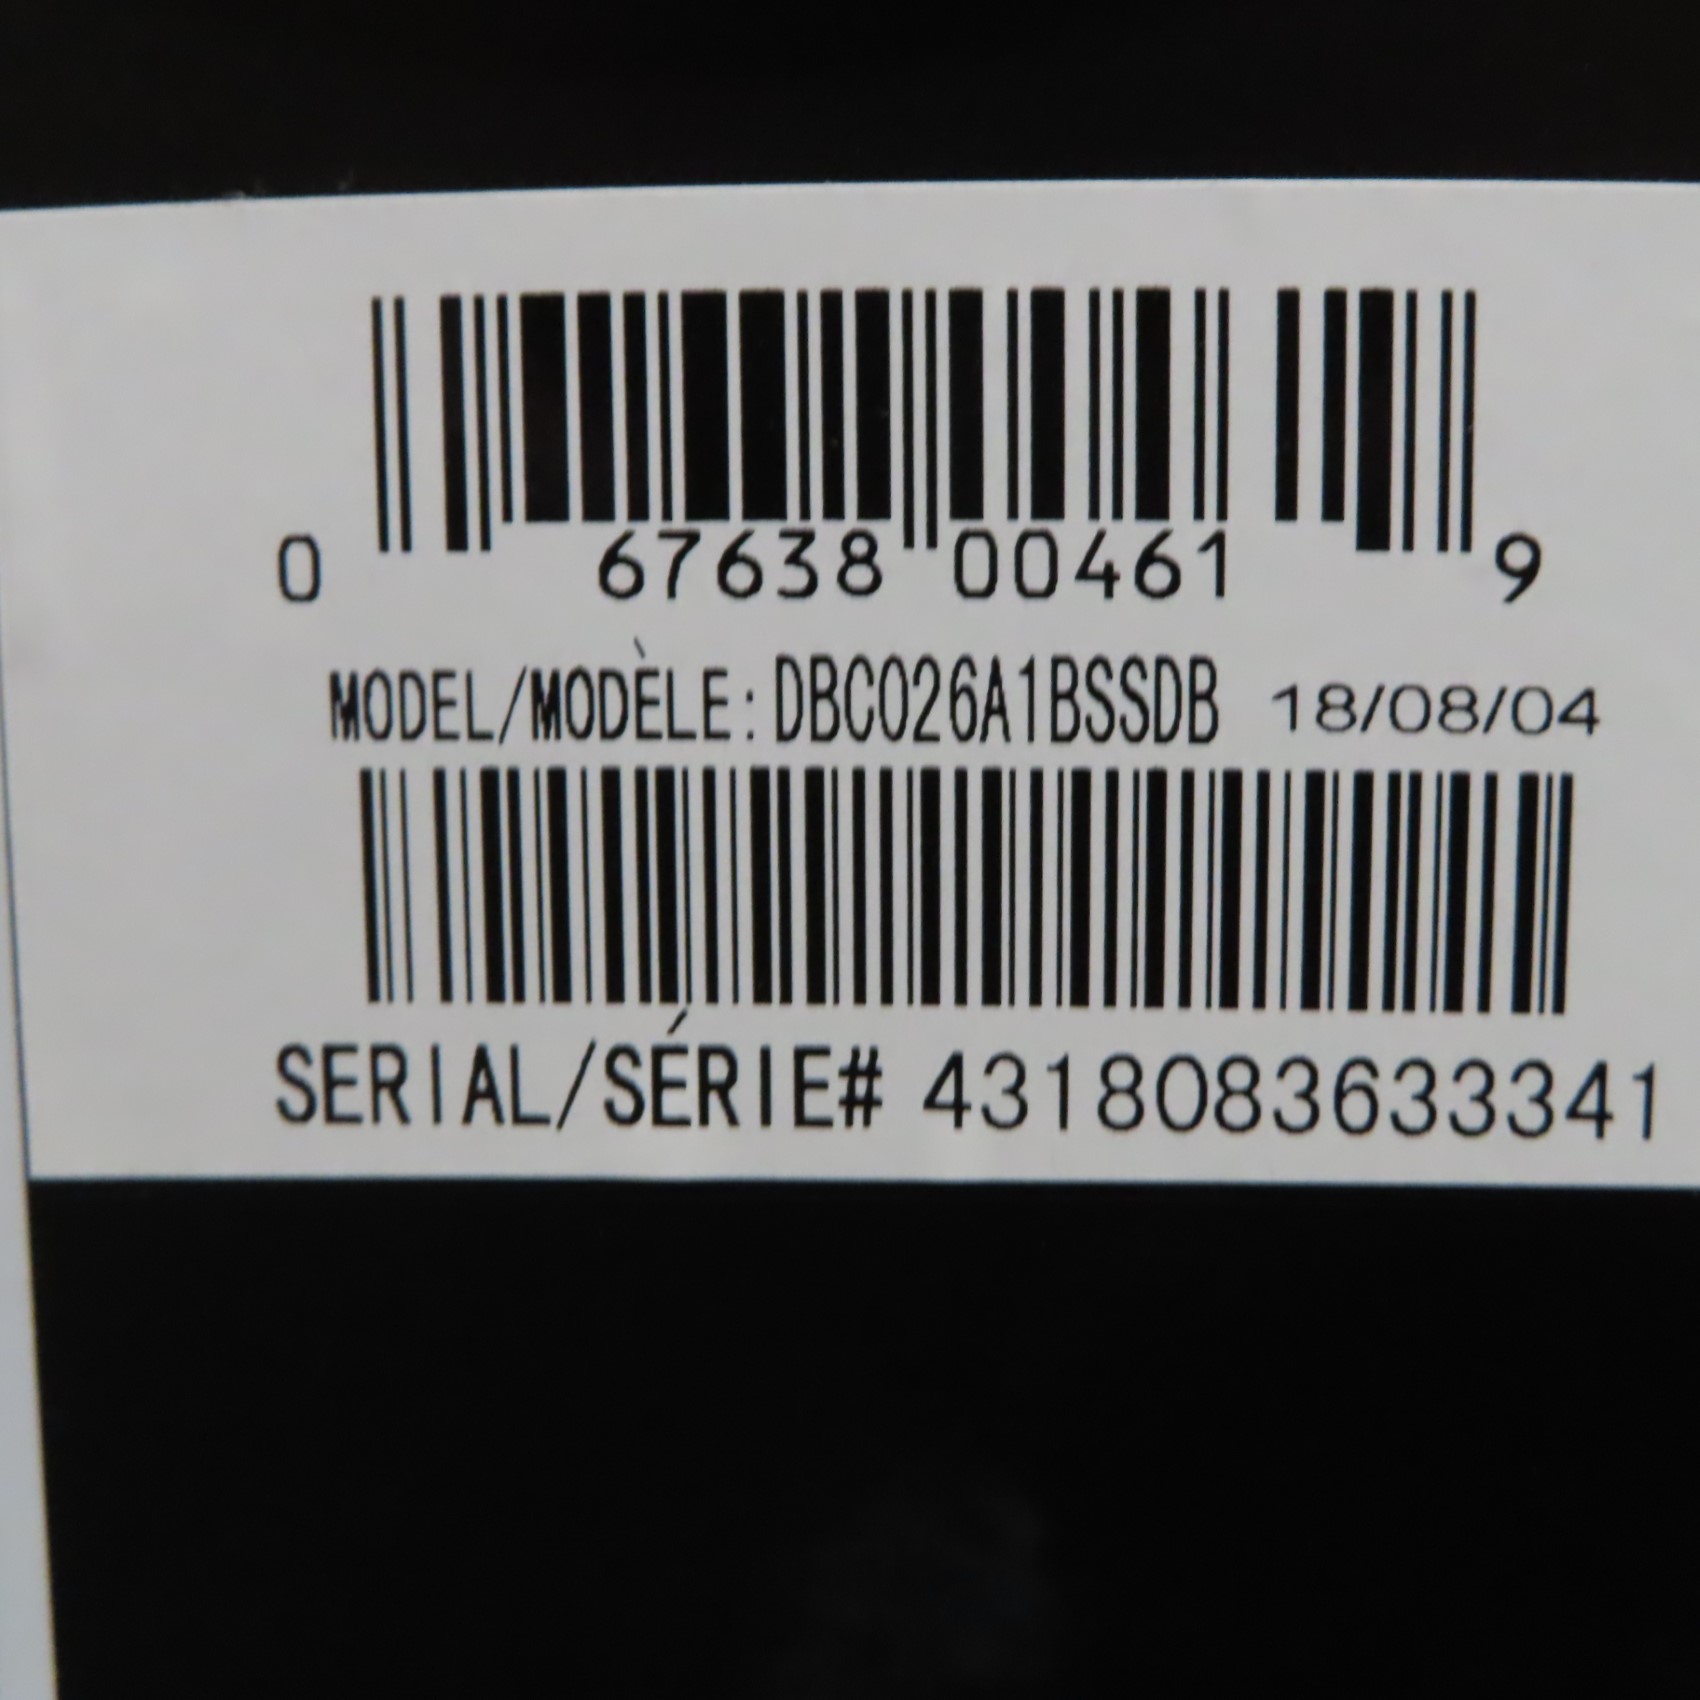 0 67638 00461 9
MODEL/MODÈLE: DBC026A1BSSDB 18/08/04
SERIAL/SÉRIE# 4318083633341